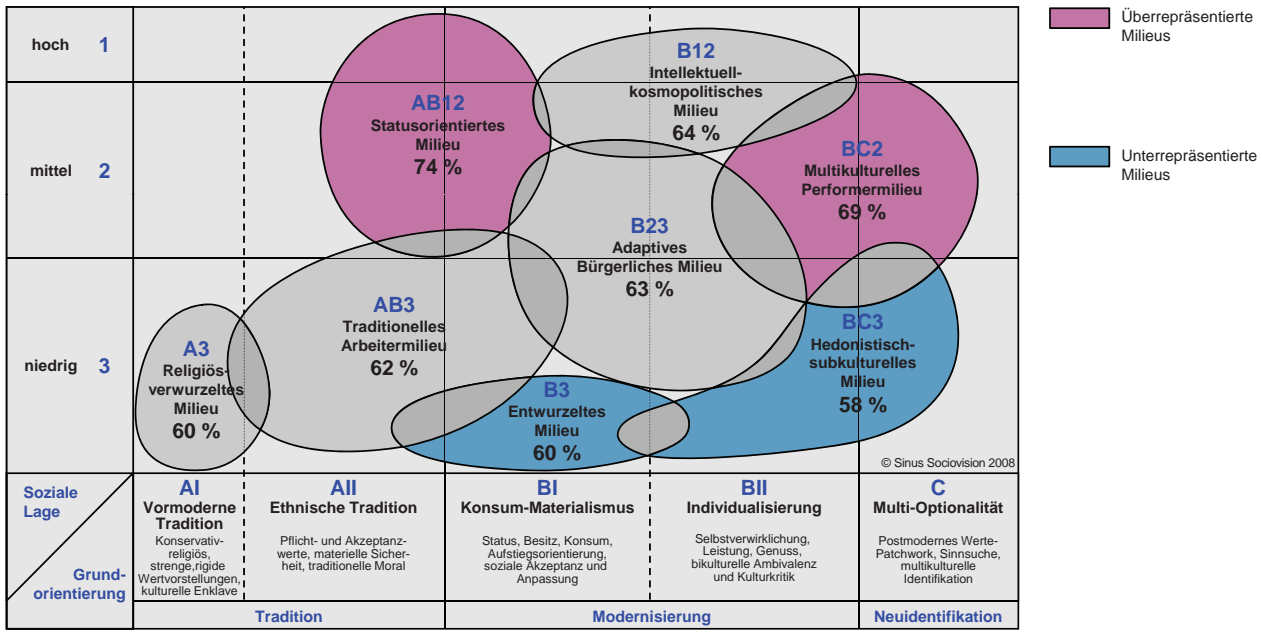 hoch 1
mittel 2
niedrig 3
B12
Intellektuell-
kosmopolitisches
Milieu
64 %
AB12
Statusorientiertes
Milieu
74 %
BC2
Multikulturelles
Performermilieu
69 %
B23
Adaptives
Bürgerliches Milieu
63 %
AB3
Traditionelles
Arbeitermilieu
62 %
A3
Religiös-
verwurzeltes
Milieu
60 %
BC3
Hedonistisch-
subkulturelles
Milieu
58 %
B3
Entwurzeltes
Milieu
60 %
© Sinus Sociovision 2008
Soziale
Lage
Grund-
orientierung
AI
Vormoderne
Tradition
Konservativ-
religiös,
strenge,rigide
Wertvorstellungen,
kulturelle Enklave
AII
Ethnische Tradition
Pflicht- und Akzeptanz-
werte, materielle Sicher-
heit, traditionelle Moral
BI
Konsum-Materialismus
Status, Besitz, Konsum,
Aufstiegsorientierung,
soziale Akzeptanz und
Anpassung
BII
Individualisierung
Selbstverwirklichung,
Leistung, Genuss,
bikulturelle Ambivalenz
und Kulturkritik
C
Multi-Optionalität
Postmodernes Werte-
Patchwork, Sinnsuche,
multikulturelle
Identifikation
Tradition
Modernisierung
Neuidentifikation
Überrepräsentierte
Milieus
Unterrepräsentierte
Milieus